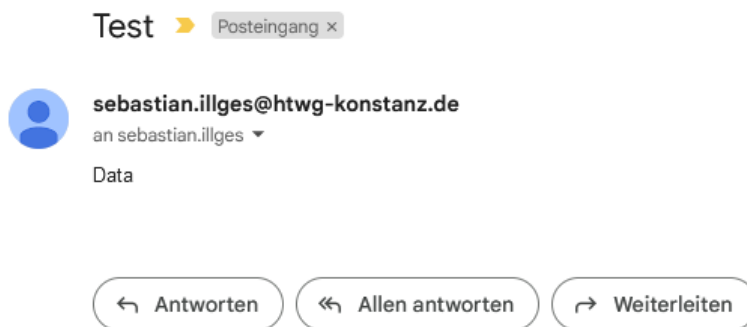 Test Posteingang ×
sebastian.illges@htwg-konstanz.de
an sebastian.illges
Data
Antworten Allen antworten Weiterleiten